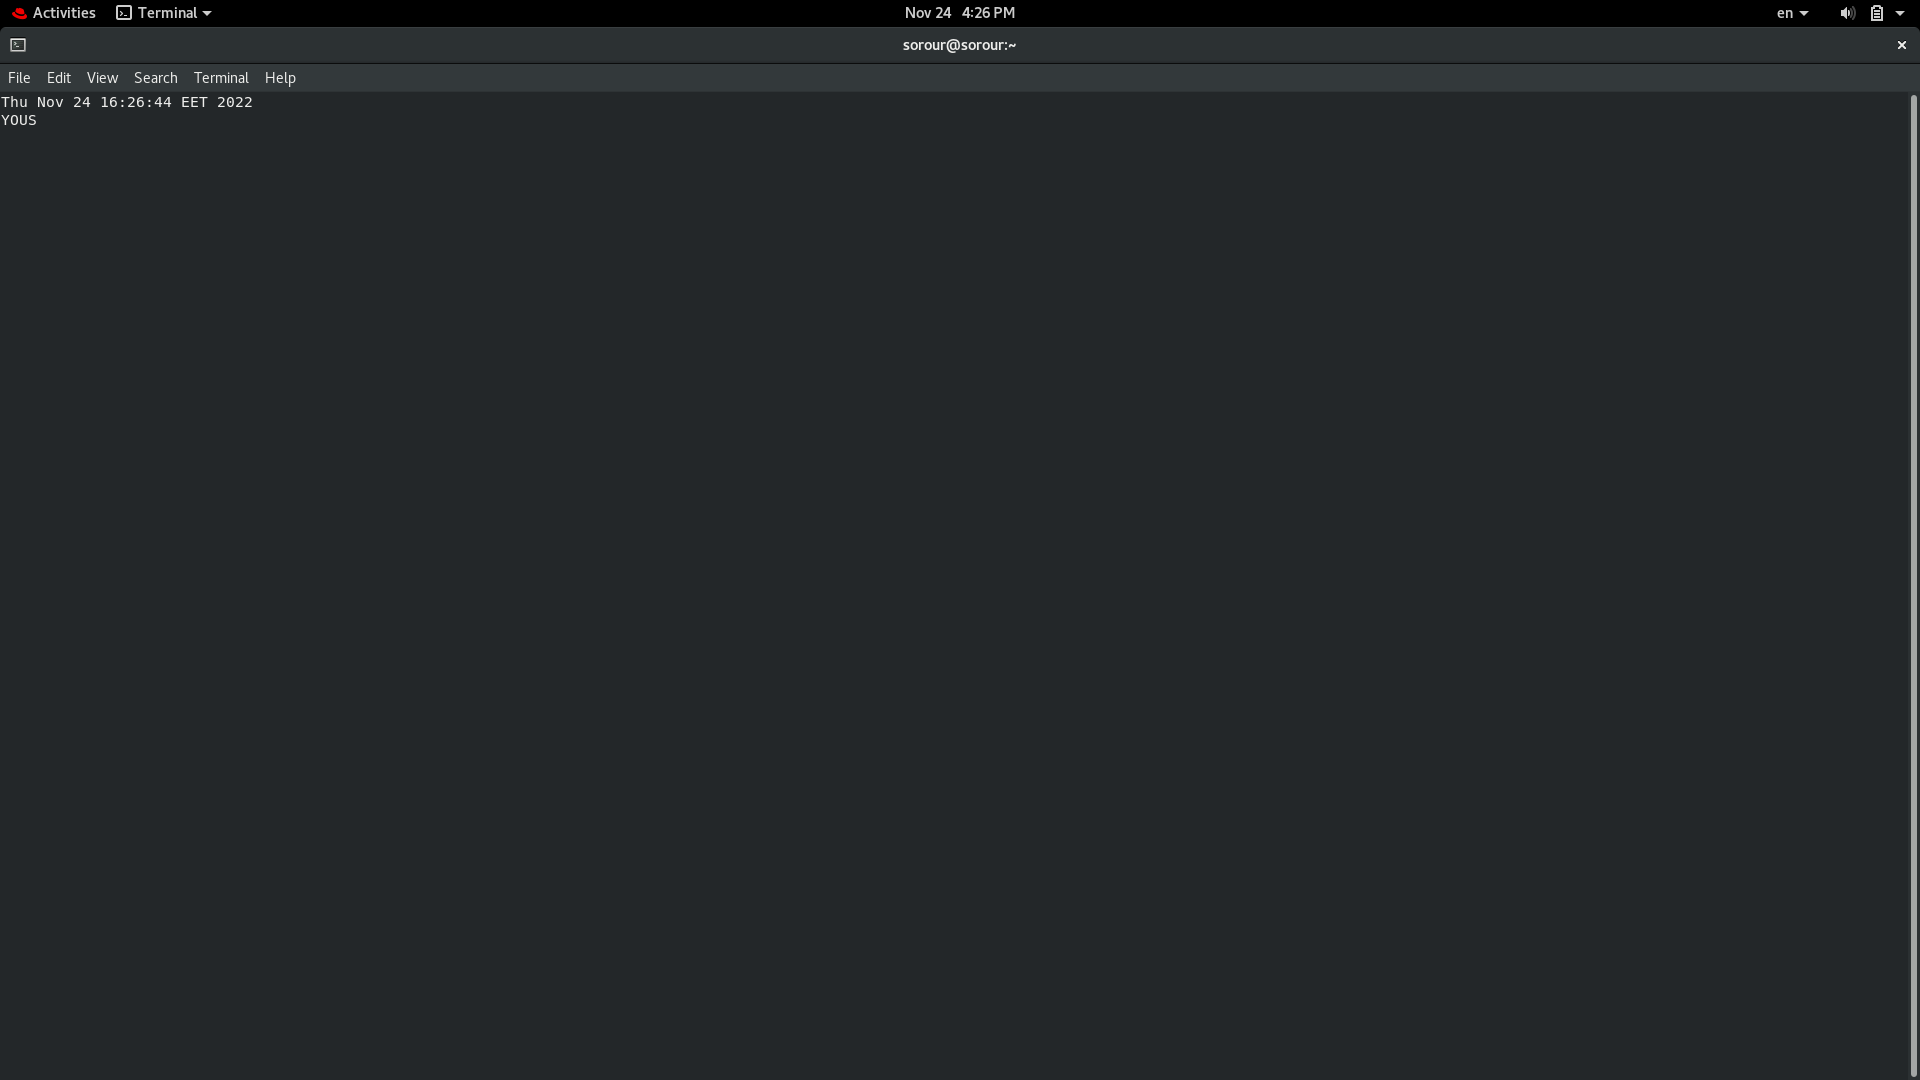 Activities Terminal Nov 24 4:26 PM en
sorour@sorour:~
File Edit View Search Terminal Help
Thu Nov 24 16:26:44 EET 2022
YOUS